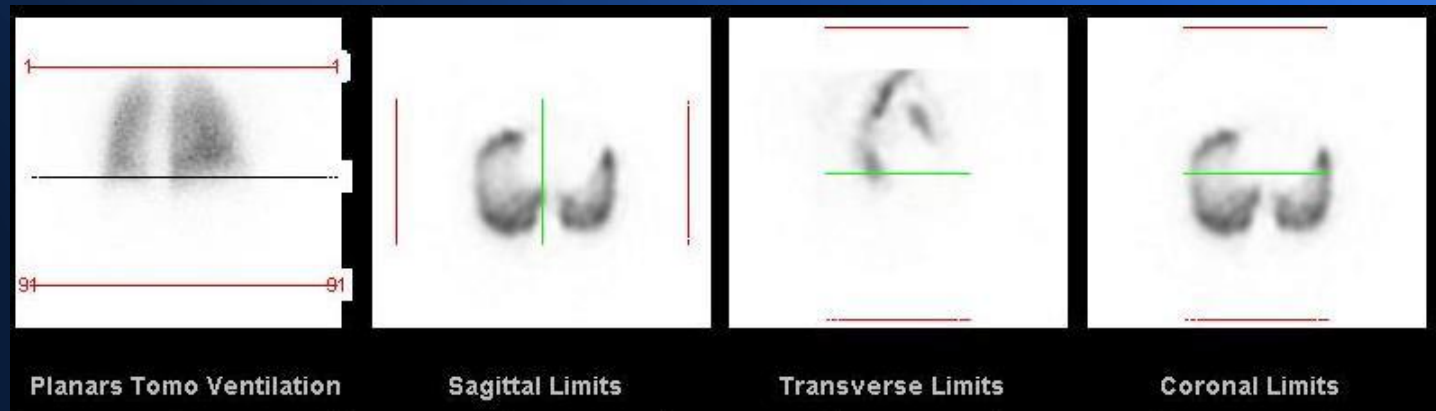 1 1
91 91
Planars Tomo Ventilation
Sagittal Limits
Transverse Limits
Coronal Limits